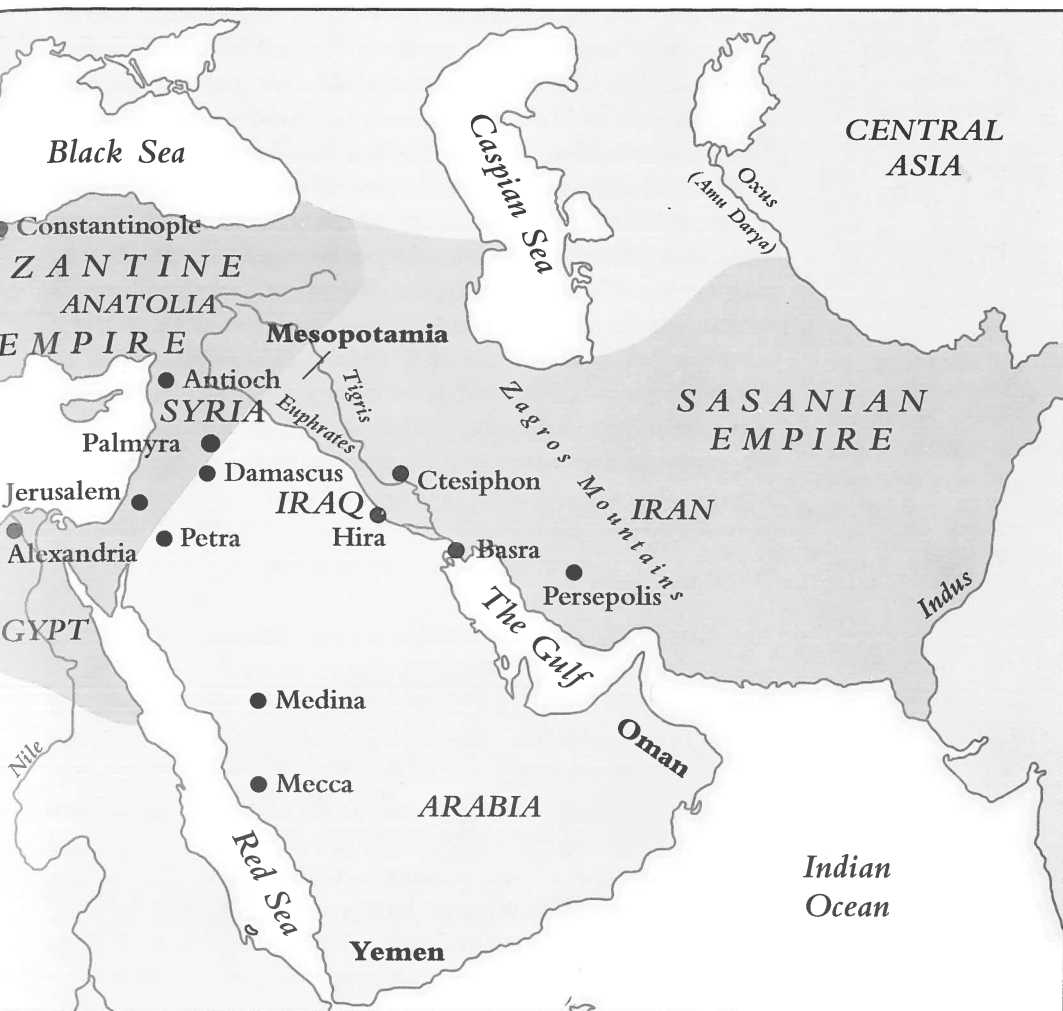 Black Sea
Caspian Sea
CENTRAL
ASIA
Oxus
(Amu Darya)
Constantinople
ZANTINE
ANATOLIA
EMPIRE
Mesopotamia
Antioch
SYRIA
Tigris
Euphrates
Zagros Mountains
SASANIAN
EMPIRE
Palmyra
Damascus
Ctesiphon
Jerusalem
IRAQ
IRAN
Hira
Petra
Alexandria
Basra
Persepolis
Indus
The Gulf
GYPT
Medina
Nile
Oman
Mecca
ARABIA
Red Sea
Indian
Ocean
Yemen